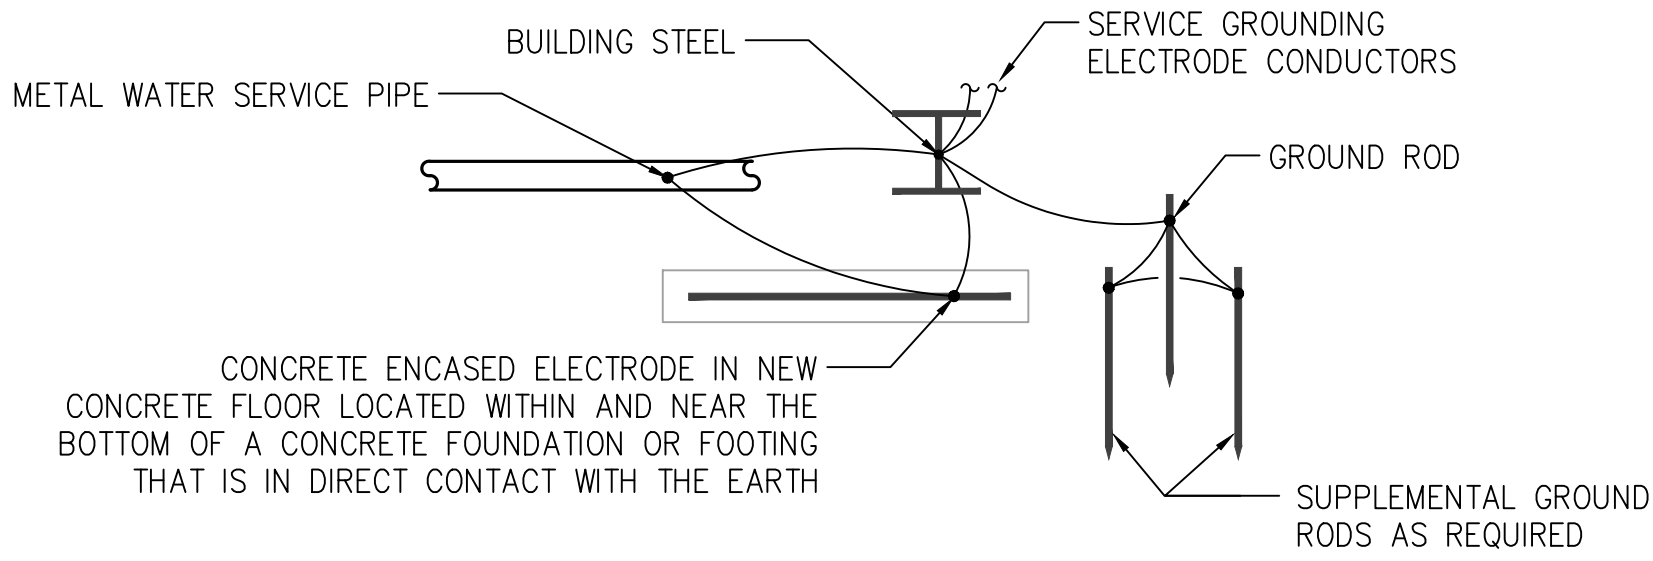 SERVICE GROUNDING
ELECTRODE CONDUCTORS
BUILDING STEEL
METAL WATER SERVICE PIPE
GROUND ROD
CONCRETE ENCASED ELECTRODE IN NEW
CONCRETE FLOOR LOCATED WITHIN AND NEAR THE
BOTTOM OF A CONCRETE FOUNDATION OR FOOTING
THAT IS IN DIRECT CONTACT WITH THE EARTH
SUPPLEMENTAL GROUND
RODS AS REQUIRED